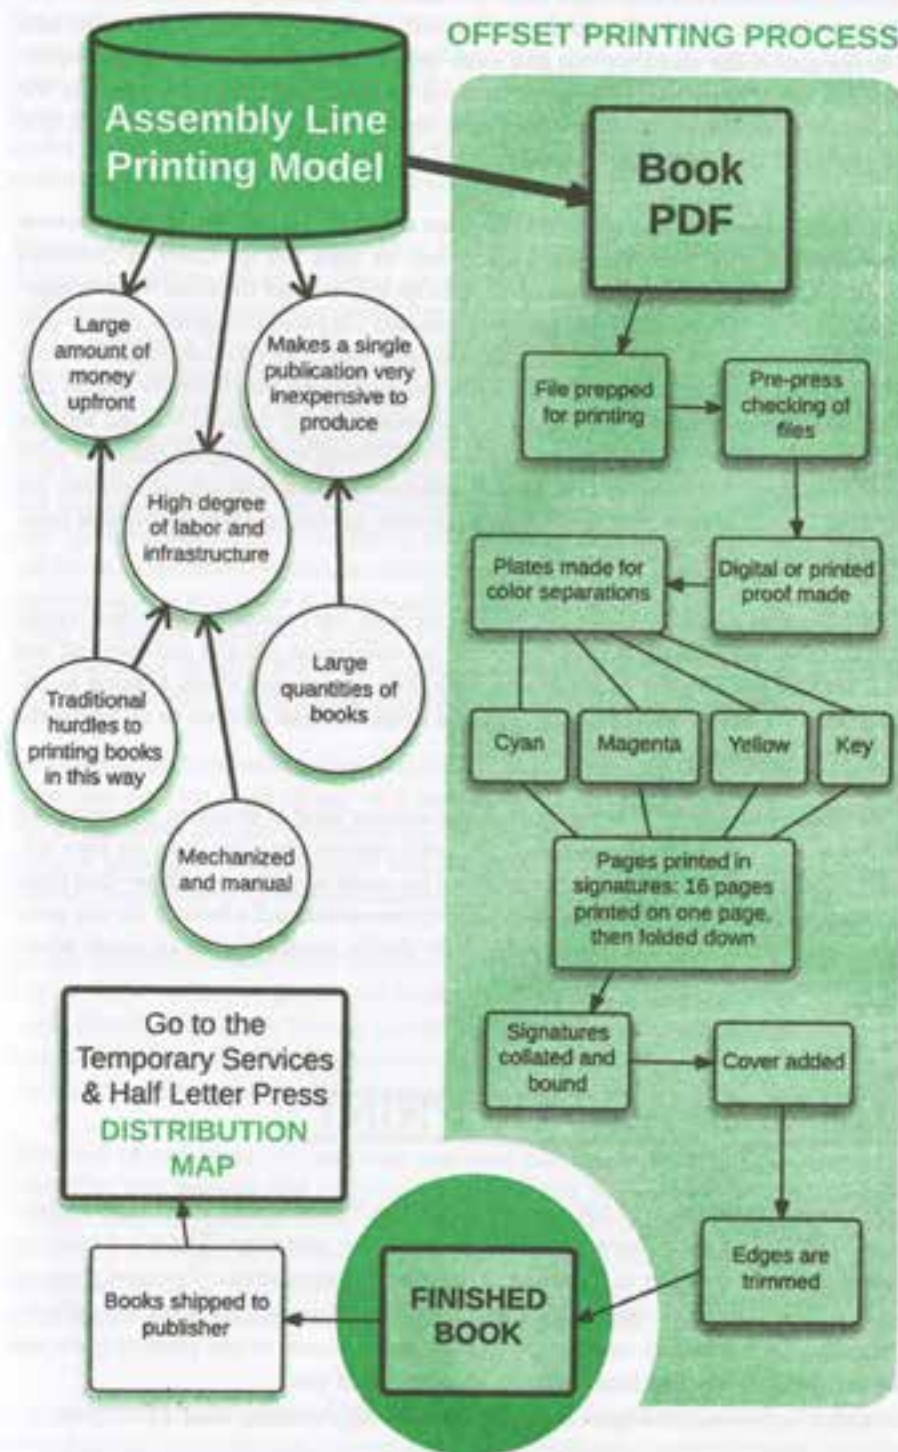 OFFSET PRINTING PROCESS
Assembly Line
Printing Model
Book
PDF
Large
amount of
money
upfront
Makes a single
publication very
inexpensive to
produce
File prepped
for printing
Pre-press
checking of
files
High degree
of labor and
infrastructure
Plates made for
color separations
Digital or printed
proof made
Traditional
hurdles to
printing books
in this way
Large
quantities of
books
Cyan
Magenta
Yellow
Key
Mechanized
and manual
Pages printed in
signatures: 16 pages
printed on one page,
then folded down
Go to the
Temporary Services
& Half Letter Press
DISTRIBUTION
MAP
Signatures
collated and
bound
Cover added
Edges are
trimmed
FINISHED
BOOK
Books shipped to
publisher